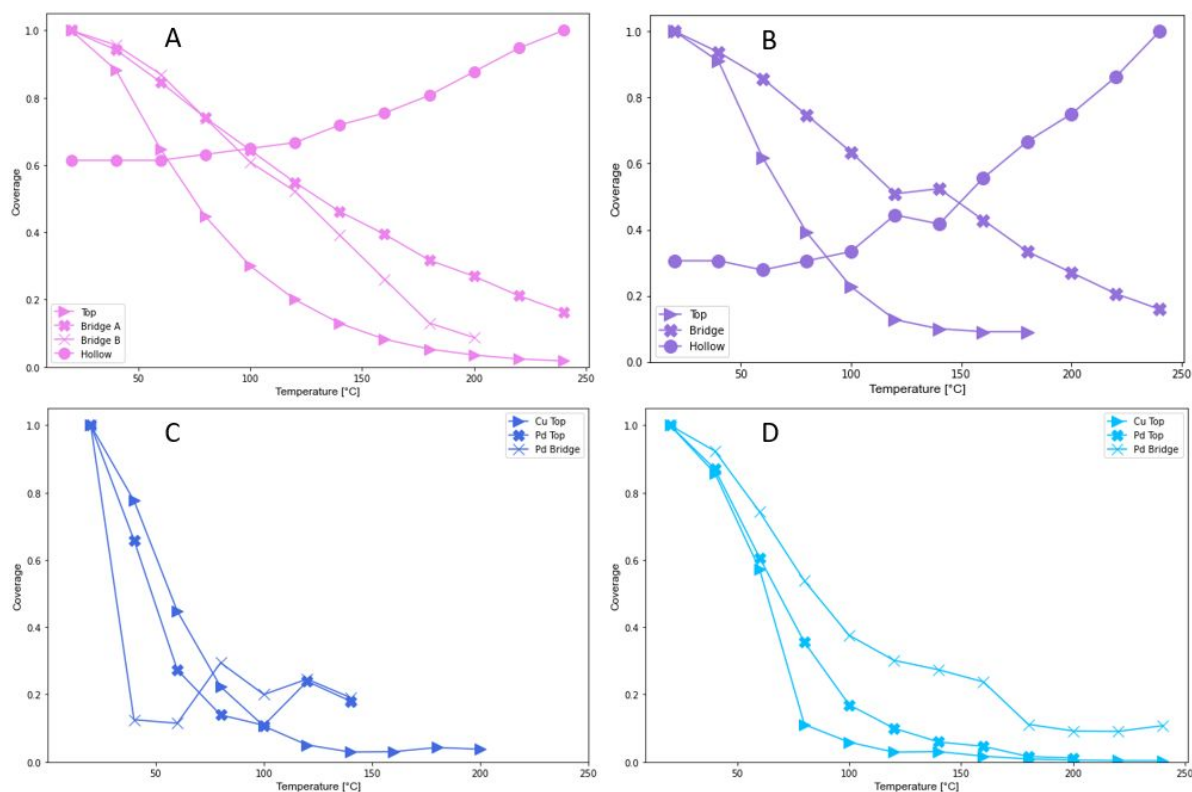 A
1.0
0.8
0.6
0.4
0.2
0.0
Coverage
Top
Bridge A
Bridge B
Hollow
50
100
150
200
250
Temperature [°C]
B
1.0
0.8
0.6
0.4
0.2
0.0
Coverage
Top
Bridge
Hollow
50
100
150
200
250
Temperature [°C]
C
Cu Top
Pd Top
Pd Bridge
1.0
0.8
0.6
0.4
0.2
0.0
Coverage
50
100
150
200
250
Temperature [°C]
D
Cu Top
Pd Top
Pd Bridge
1.0
0.8
0.6
0.4
0.2
0.0
Coverage
50
100
150
200
250
Temperature [°C]